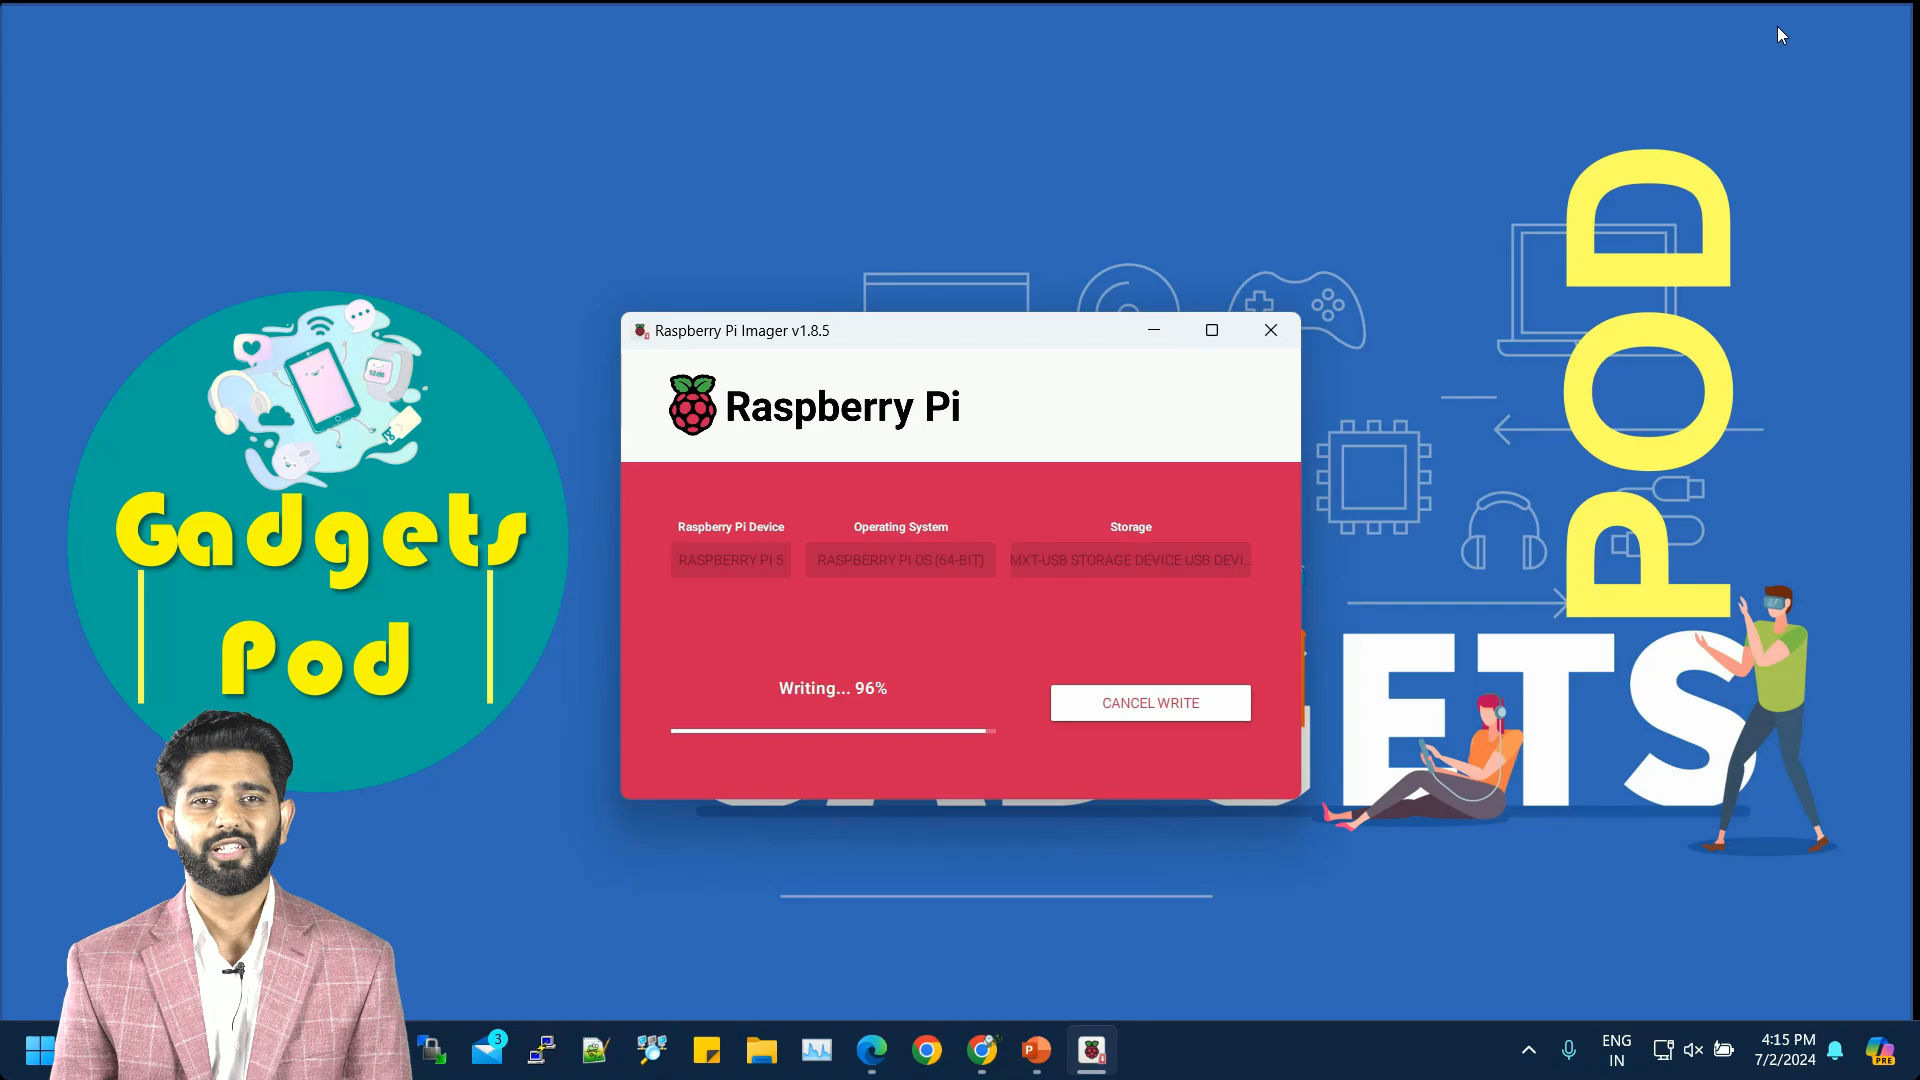 POD
ETS
Gadgets
Pod
Raspberry Pi Imager v1.8.5
Raspberry Pi
Raspberry Pi Device
Operating System
Storage
RASPBERRY PI 5
RASPBERRY PI OS (64-BIT)
MXT-USB STORAGE DEVICE USB DEVI...
Writing... 96%
CANCEL WRITE
3
ENG
IN
4:15 PM
7/2/2024
PRE